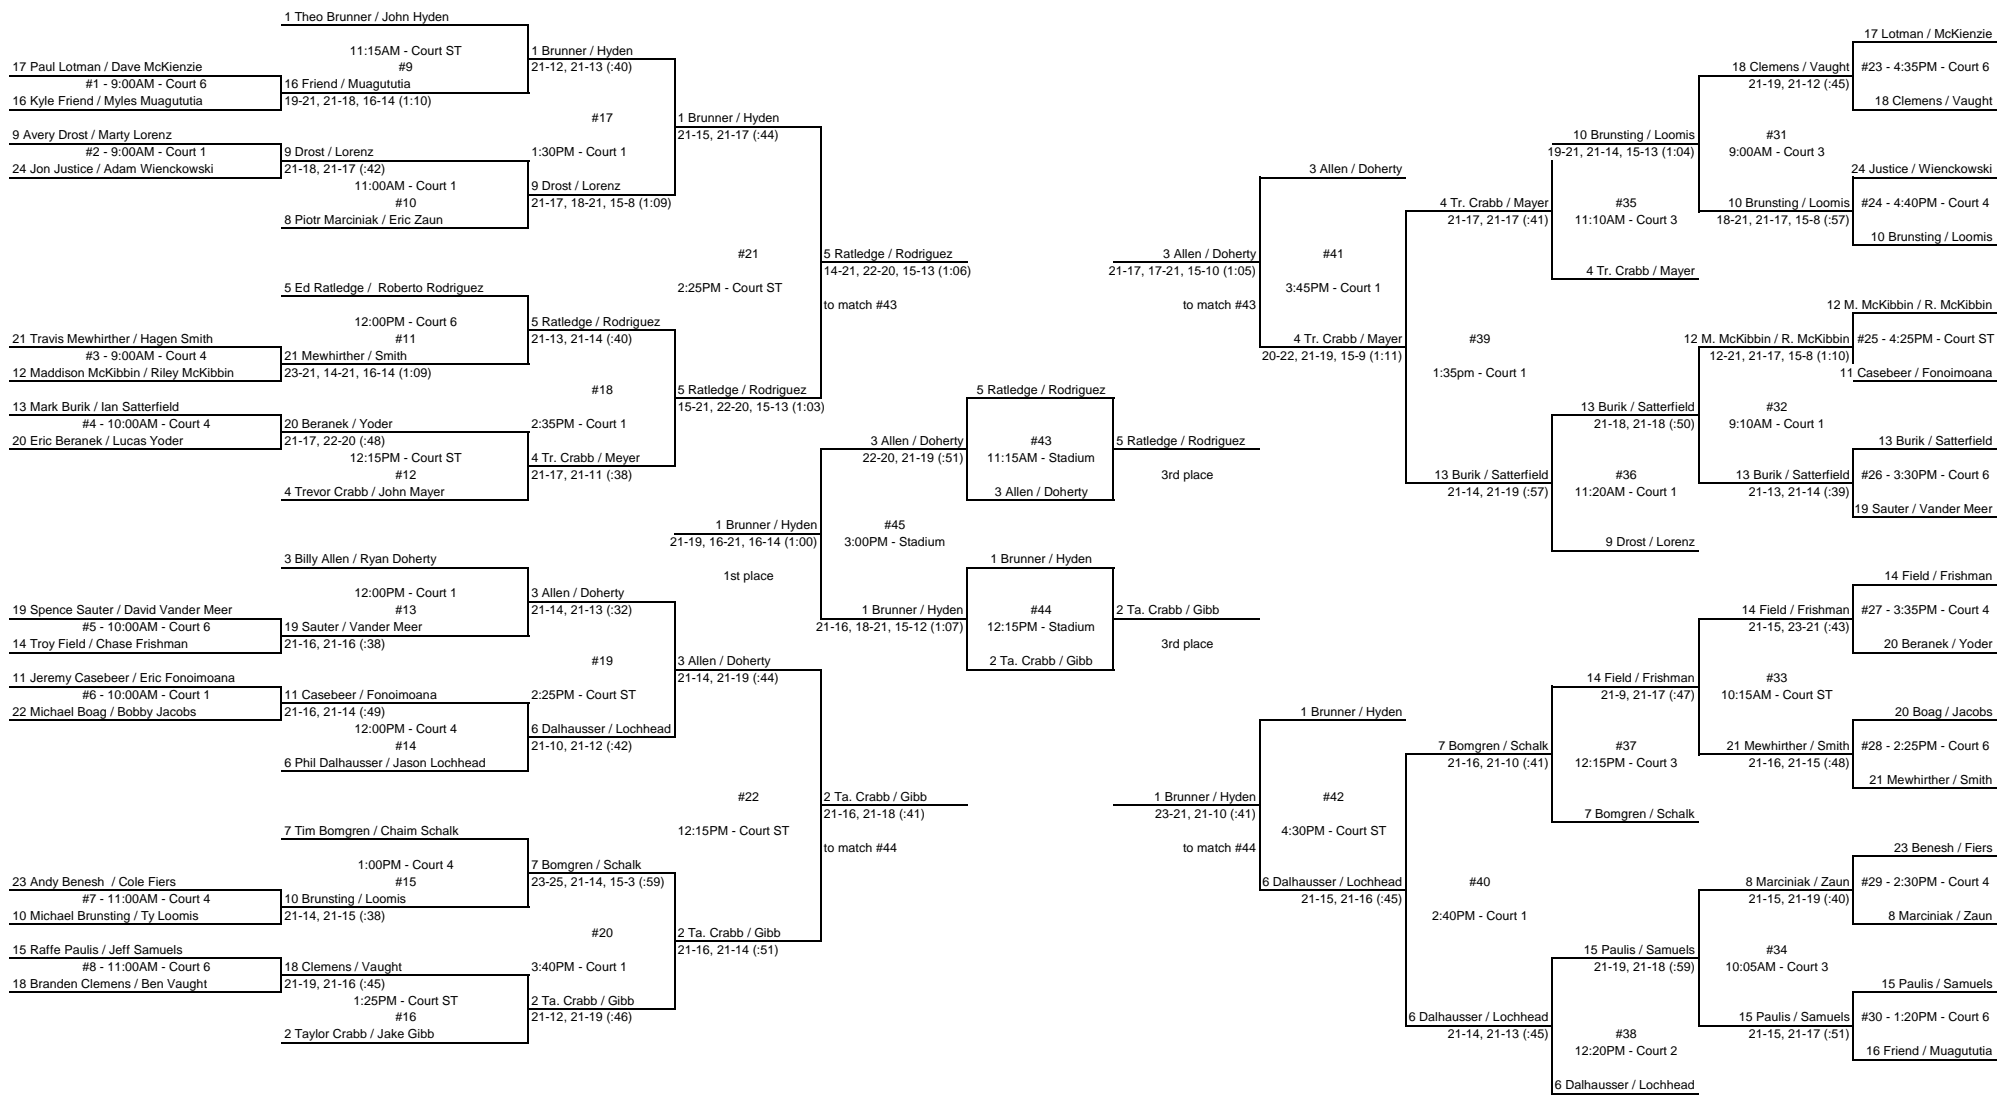 1 Theo Brunner / John Hyden
11:15AM - Court ST
#9
17 Paul Lotman / Dave McKienzie
#1 - 9:00AM - Court 6
16 Kyle Friend / Myles Muagututia
16 Friend / Muagututia
19-21, 21-18, 16-14 (1:10)
1 Brunner / Hyden
21-12, 21-13 (:40)
#17
1:30PM - Court 1
9 Avery Drost / Marty Lorenz
#2 - 9:00AM - Court 1
24 Jon Justice / Adam Wienckowski
9 Drost / Lorenz
21-18, 21-17 (:42)
11:00AM - Court 1
#10
8 Piotr Marciniak / Eric Zaun
9 Drost / Lorenz
21-17, 18-21, 15-8 (1:09)
1 Brunner / Hyden
21-15, 21-17 (:44)
#21
2:25PM - Court ST
5 Ratledge / Rodriguez
14-21, 22-20, 15-13 (1:06)
to match #43
5 Ed Ratledge /  Roberto Rodriguez
12:00PM - Court 6
#11
21 Travis Mewhirther / Hagen Smith
#3 - 9:00AM - Court 4
12 Maddison McKibbin / Riley McKibbin
21 Mewhirther / Smith
23-21, 14-21, 16-14 (1:09)
5 Ratledge / Rodriguez
21-13, 21-14 (:40)
#18
2:35PM - Court 1
13 Mark Burik / Ian Satterfield
#4 - 10:00AM - Court 4
20 Eric Beranek / Lucas Yoder
20 Beranek / Yoder
21-17, 22-20 (:48)
12:15PM - Court ST
#12
4 Trevor Crabb / John Mayer
4 Tr. Crabb / Meyer
21-17, 21-11 (:38)
5 Ratledge / Rodriguez
15-21, 22-20, 15-13 (1:03)
3 Billy Allen / Ryan Doherty
12:00PM - Court 1
#13
19 Spence Sauter / David Vander Meer
#5 - 10:00AM - Court 6
14 Troy Field / Chase Frishman
19 Sauter / Vander Meer
21-16, 21-16 (:38)
3 Allen / Doherty
21-14, 21-13 (:32)
#19
2:25PM - Court ST
11 Jeremy Casebeer / Eric Fonoimoana
#6 - 10:00AM - Court 1
22 Michael Boag / Bobby Jacobs
11 Casebeer / Fonoimoana
21-16, 21-14 (:49)
12:00PM - Court 4
#14
6 Phil Dalhausser / Jason Lochhead
6 Dalhausser / Lochhead
21-10, 21-12 (:42)
3 Allen / Doherty
21-14, 21-19 (:44)
#22
12:15PM - Court ST
2 Ta. Crabb / Gibb
21-16, 21-18 (:41)
to match #44
7 Tim Bomgren / Chaim Schalk
1:00PM - Court 4
#15
23 Andy Benesh  / Cole Fiers
#7 - 11:00AM - Court 4
10 Michael Brunsting / Ty Loomis
10 Brunsting / Loomis
21-14, 21-15 (:38)
7 Bomgren / Schalk
23-25, 21-14, 15-3 (:59)
#20
3:40PM - Court 1
15 Raffe Paulis / Jeff Samuels
#8 - 11:00AM - Court 6
18 Branden Clemens / Ben Vaught
18 Clemens / Vaught
21-19, 21-16 (:45)
1:25PM - Court ST
#16
2 Taylor Crabb / Jake Gibb
2 Ta. Crabb / Gibb
21-12, 21-19 (:46)
2 Ta. Crabb / Gibb
21-16, 21-14 (:51)
5 Ratledge / Rodriguez
#43
11:15AM - Stadium
3 Allen / Doherty
5 Ratledge / Rodriguez
3rd place
3 Allen / Doherty
22-20, 21-19 (:51)
1 Brunner / Hyden
21-19, 16-21, 16-14 (1:00)
1st place
#45
3:00PM - Stadium
1 Brunner / Hyden
21-16, 18-21, 15-12 (1:07)
1 Brunner / Hyden
#44
12:15PM - Stadium
2 Ta. Crabb / Gibb
2 Ta. Crabb / Gibb
3rd place
3 Allen / Doherty
21-17, 17-21, 15-10 (1:05)
to match #43
3 Allen / Doherty
#41
3:45PM - Court 1
4 Tr. Crabb / Mayer
20-22, 21-19, 15-9 (1:11)
4 Tr. Crabb / Mayer
21-17, 21-17 (:41)
#39
1:35pm - Court 1
13 Burik / Satterfield
21-14, 21-19 (:57)
10 Brunsting / Loomis
19-21, 21-14, 15-13 (1:04)
#35
11:10AM - Court 3
4 Tr. Crabb / Mayer
13 Burik / Satterfield
21-18, 21-18 (:50)
#36
11:20AM - Court 1
9 Drost / Lorenz
17 Lotman / McKienzie
#23 - 4:35PM - Court 6
18 Clemens / Vaught
18 Clemens / Vaught
21-19, 21-12 (:45)
#31
9:00AM - Court 3
24 Justice / Wienckowski
#24 - 4:40PM - Court 4
10 Brunsting / Loomis
10 Brunsting / Loomis
18-21, 21-17, 15-8 (:57)
12 M. McKibbin / R. McKibbin
#25 - 4:25PM - Court ST
11 Casebeer / Fonoimoana
12 M. McKibbin / R. McKibbin
12-21, 21-17, 15-8 (1:10)
#32
9:10AM - Court 1
13 Burik / Satterfield
#26 - 3:30PM - Court 6
19 Sauter / Vander Meer
13 Burik / Satterfield
21-13, 21-14 (:39)
1 Brunner / Hyden
23-21, 21-10 (:41)
to match #44
1 Brunner / Hyden
#42
4:30PM - Court ST
6 Dalhausser / Lochhead
21-15, 21-16 (:45)
7 Bomgren / Schalk
21-16, 21-10 (:41)
#40
2:40PM - Court 1
6 Dalhausser / Lochhead
21-14, 21-13 (:45)
14 Field / Frishman
21-9, 21-17 (:47)
#37
12:15PM - Court 3
7 Bomgren / Schalk
15 Paulis / Samuels
21-19, 21-18 (:59)
#38
12:20PM - Court 2
6 Dalhausser / Lochhead
14 Field / Frishman
#27 - 3:35PM - Court 4
20 Beranek / Yoder
14 Field / Frishman
21-15, 23-21 (:43)
#33
10:15AM - Court ST
20 Boag / Jacobs
#28 - 2:25PM - Court 6
21 Mewhirther / Smith
21 Mewhirther / Smith
21-16, 21-15 (:48)
23 Benesh / Fiers
#29 - 2:30PM - Court 4
8 Marciniak / Zaun
8 Marciniak / Zaun
21-15, 21-19 (:40)
#34
10:05AM - Court 3
15 Paulis / Samuels
#30 - 1:20PM - Court 6
16 Friend / Muagututia
15 Paulis / Samuels
21-15, 21-17 (:51)